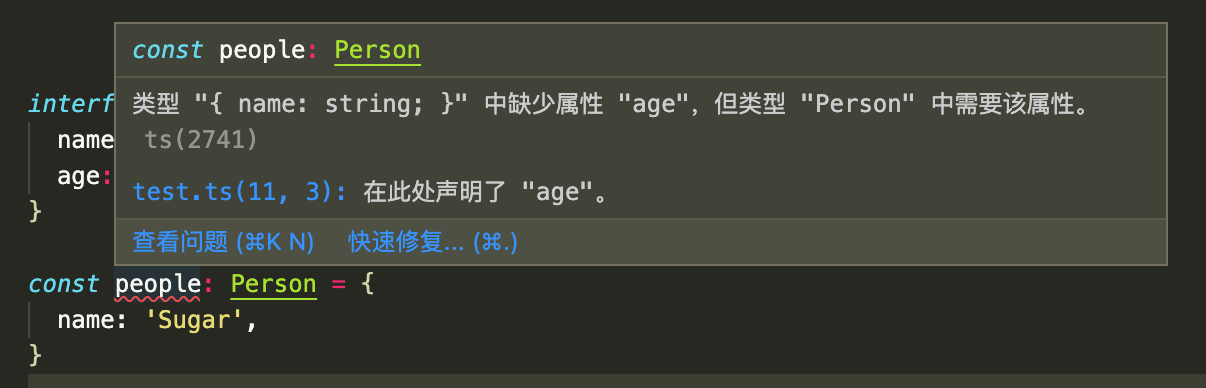 const people: Person
interf
类型 "{ name: string; }" 中缺少属性 "age"，但类型 "Person" 中需要该属性。
name
ts(2741)
age:
test.ts(11, 3): 在此处声明了 "age"。
}
查看问题 (⌘K N) 快速修复... (⌘.)
const people: Person = {
name: 'Sugar',
}